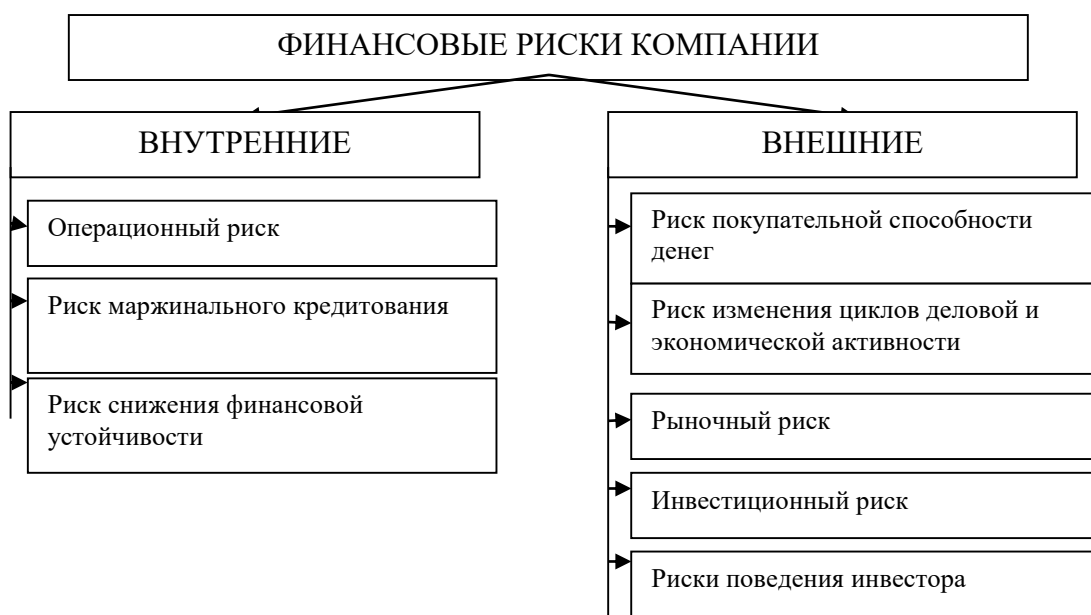 ФИНАНСОВЫЕ РИСКИ КОМПАНИИ
ВНУТРЕННИЕ
Операционный риск
Риск маржинального кредитования
Риск снижения финансовой
устойчивости
ВНЕШНИЕ
Риск покупательной способности
денег
Риск изменения циклов деловой и
экономической активности
Рыночный риск
Инвестиционный риск
Риски поведения инвестора